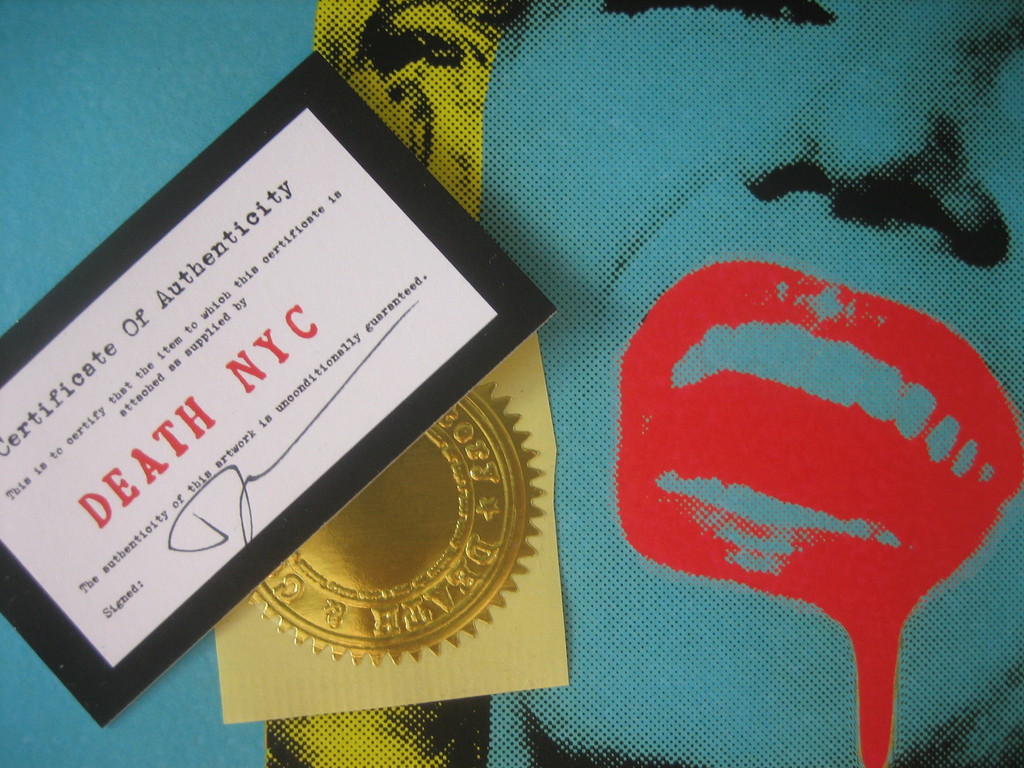 Certificate Of Authenticity
This is to certify that the item to which this certificate is
attached as supplied by
DEATH NYC
The authenticity of this artwork is unconditionally guaranteed.
Signed: